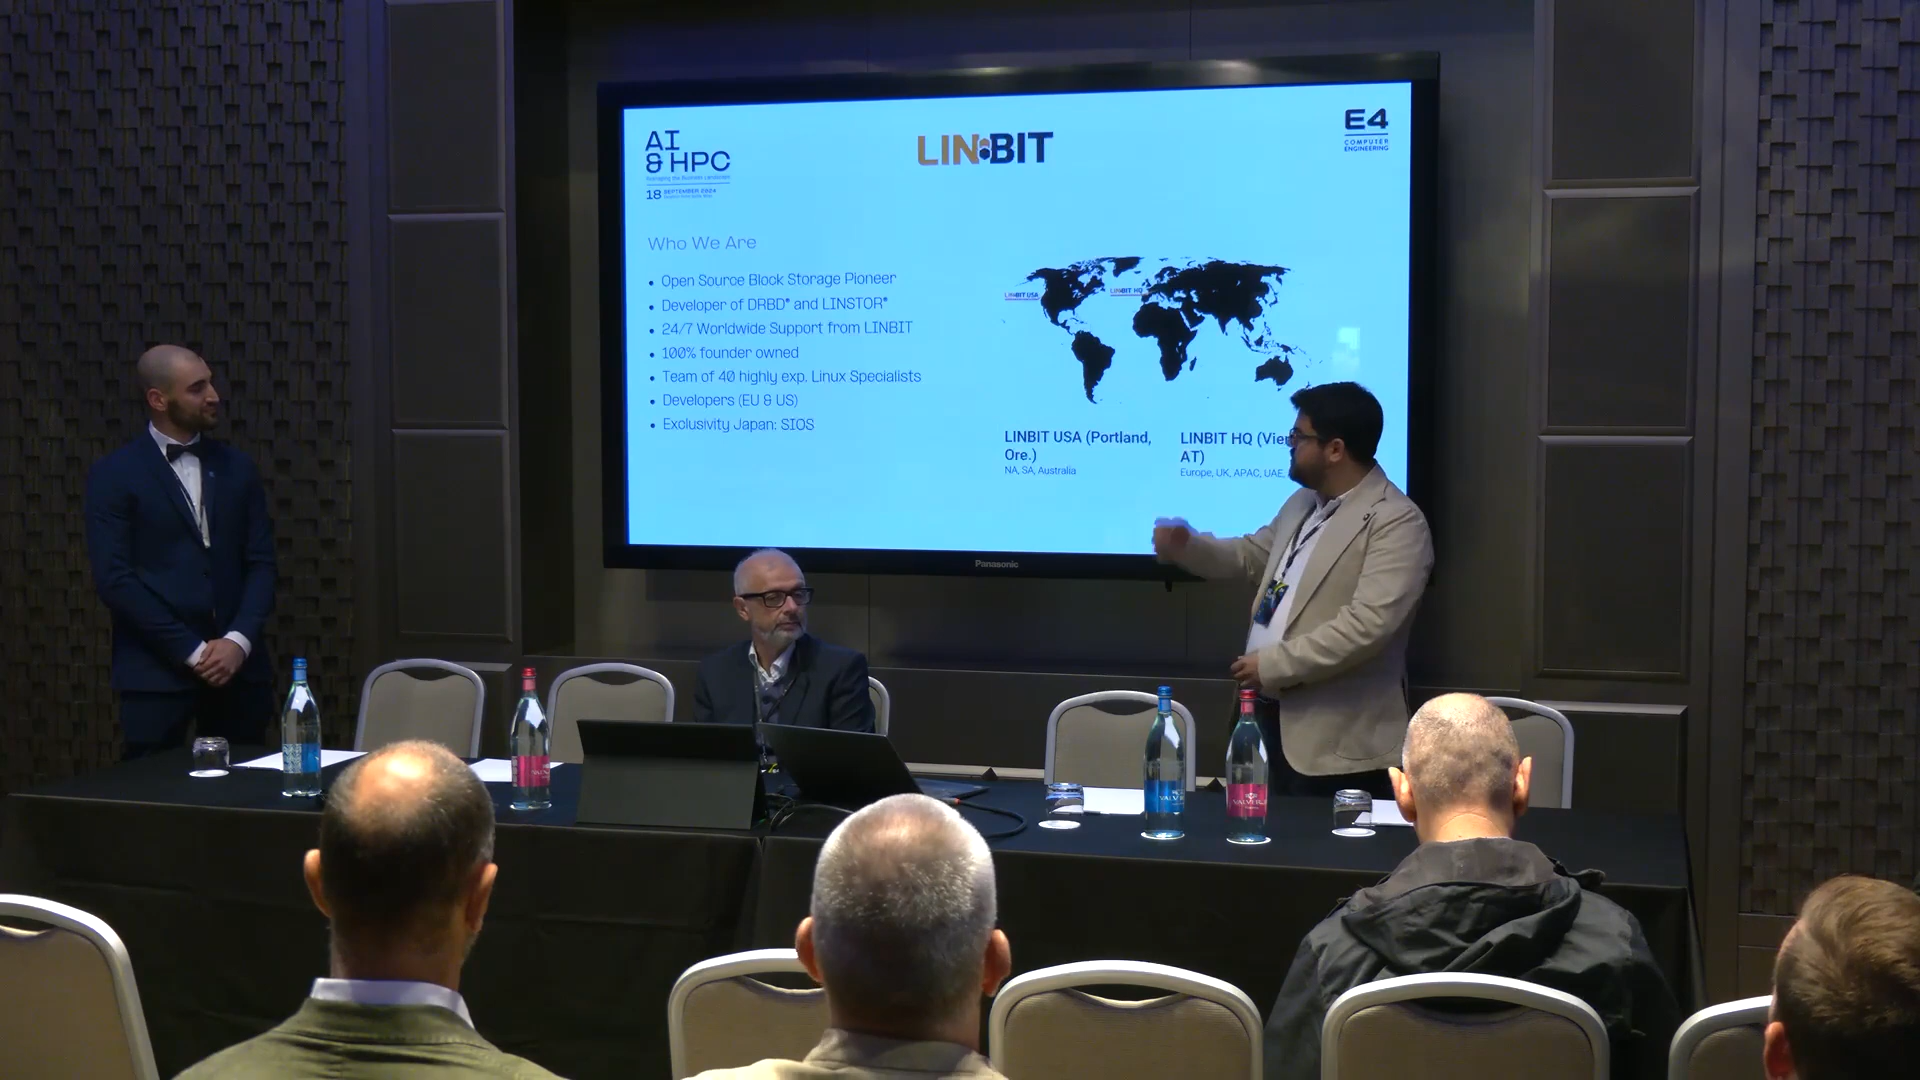 AI
& HPC
18 SEPTEMBER 2024
LINBIT
E4
COMPUTER
ENGINEERING
Who We Are
• Open Source Block Storage Pioneer
• Developer of DRBD® and LINSTOR®
• 24/7 Worldwide Support from LINBIT
• 100% founder owned
• Team of 40 highly exp. Linux Specialists
• Developers (EU & US)
• Exclusivity Japan: SIOS
LINBIT USA
LINBIT HQ
LINBIT USA (Portland,
Ore.)
NA, SA, Australia
LINBIT HQ (Vie
AT)
Europe, UK, APAC, UAE,
Panasonic